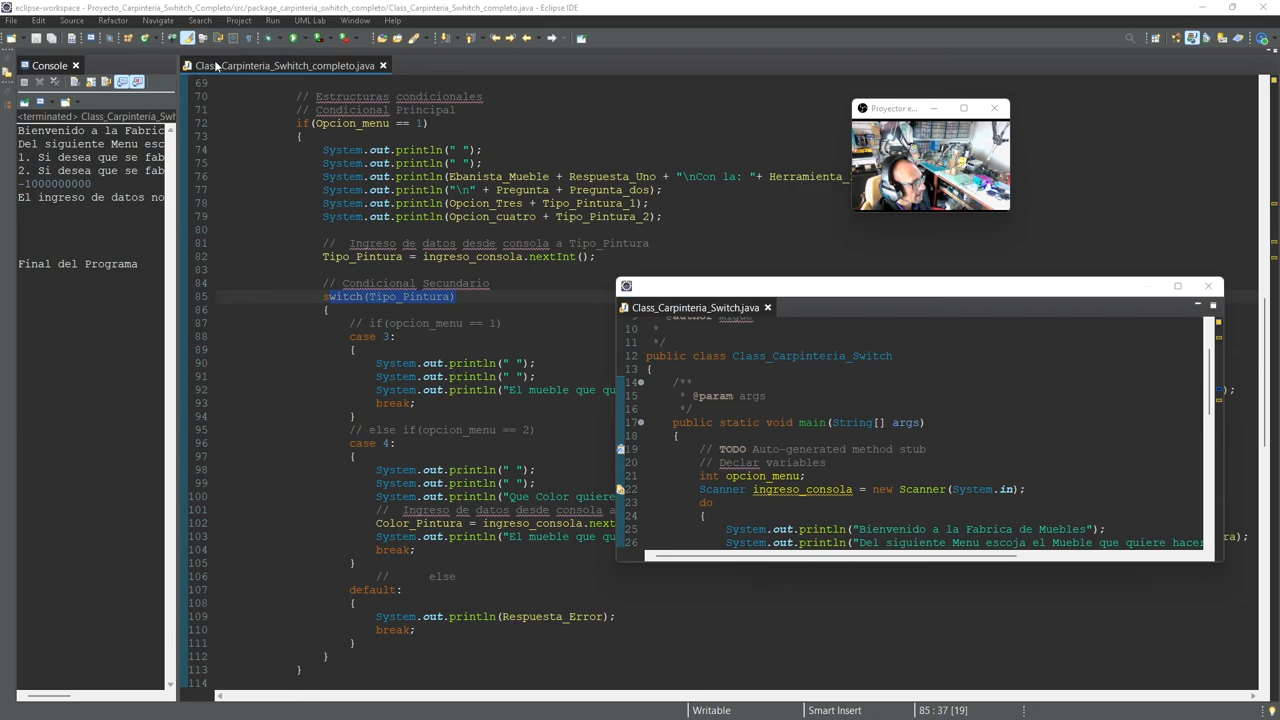 eclipse-workspace - Proyecto_Carpinteria_Swhitch_Completo/src/package_carpinteria_swhitch_completo/Class_Carpinteria_Swhitch_completo.java - Eclipse IDE
File Edit Source Refactor Navigate Search Project Run UML Lab Window Help
Console
<terminated> Class_Carpinteria_Swh
Bienvenido a la Fabric
Del siguiente Menu esc
1. Si desea que se fab
2. Si desea que se fab
-1000000000
El ingreso de datos no
Final del Programa
Class_Carpinteria_Swhitch_completo.java
69
70 // Estructuras condicionales
71 // Condicional Principal
72 if(Opcion_menu == 1)
73 {
74 System.out.println(" ");
75 System.out.println(" ");
76 System.out.println(Ebanista_Mueble + Respuesta_Uno + "\nCon la: "+ Herramienta_
77 System.out.println("\n" + Pregunta + Pregunta_dos);
78 System.out.println(Opcion_Tres + Tipo_Pintura_1);
79 System.out.println(Opcion_cuatro + Tipo_Pintura_2);
80
81 // Ingreso de datos desde consola a Tipo_Pintura
82 Tipo_Pintura = ingreso_consola.nextInt();
83
84 // Condicional Secundario
85 switch(Tipo_Pintura)
86 {
87 // if(opcion_menu == 1)
88 case 3:
89 {
90 System.out.println(" ");
91 System.out.println(" ");
92 System.out.println("El mueble que qu
);
93 break;
94 }
95 // else if(opcion_menu == 2)
96 case 4:
97 {
98 System.out.println(" ");
99 System.out.println(" ");
100 System.out.println("Que Color quiere
101 // Ingreso de datos desde consola a
102 Color_Pintura = ingreso_consola.next
103 System.out.println("El mueble que qu
ra);
104 break;
105 }
106 // else
107 default:
108 {
109 System.out.println(Respuesta_Error);
110 break;
111 }
112 }
113 }
114
Proyector e...
Class_Carpinteria_Switch.java
10 *
11 */
12 public class Class_Carpinteria_Switch
13 {
14 /**
15 * @param args
16 */
17 public static void main(String[] args)
18 {
19 // TODO Auto-generated method stub
20 // Declar variables
21 int opcion_menu;
22 Scanner ingreso_consola = new Scanner(System.in);
23 do
24 {
25 System.out.println("Bienvenido a la Fabrica de Muebles");
26 System.out.println("Del siguiente Menu escoja el Mueble que quiere hacer
Writable Smart Insert 85 : 37 [19]